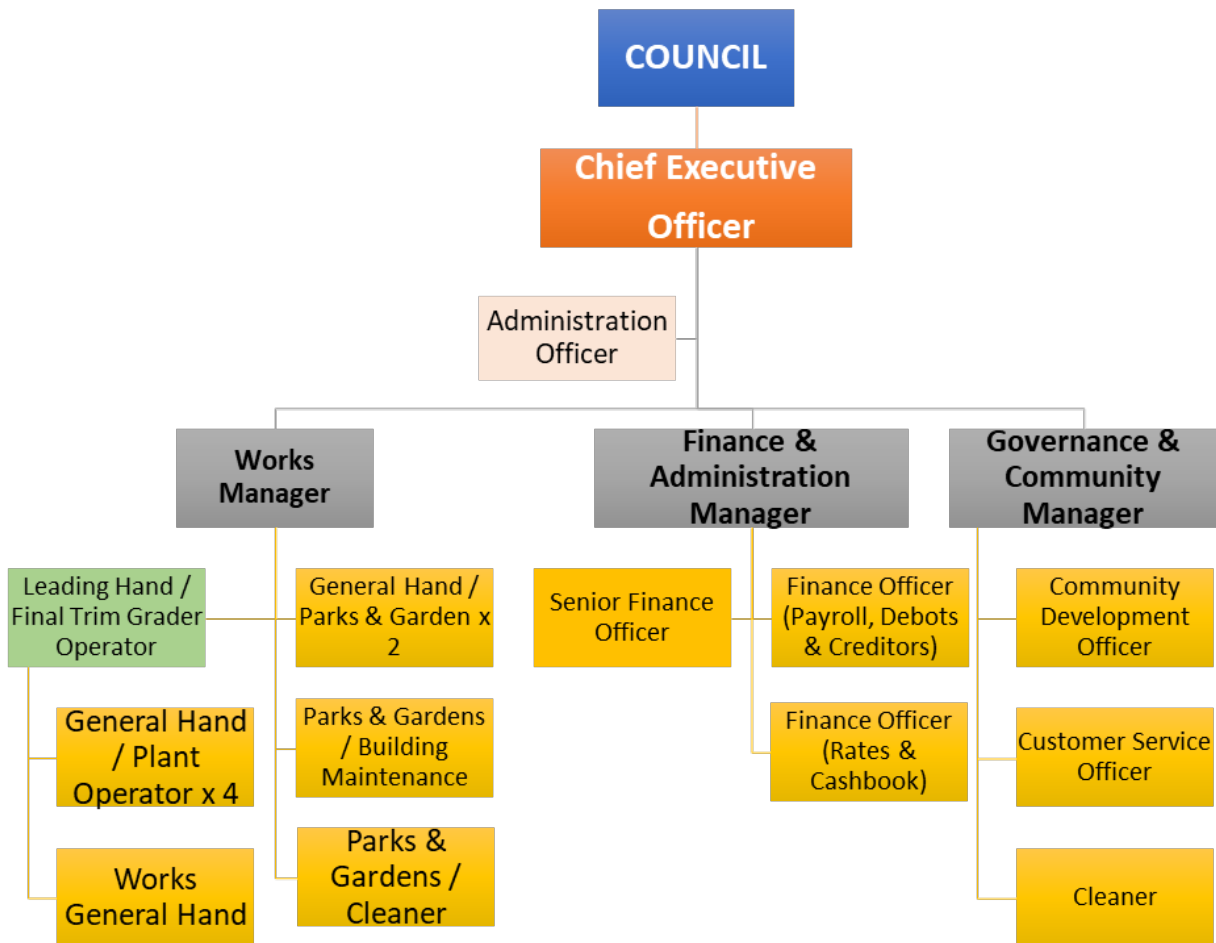 COUNCIL
Chief Executive
Officer
Administration
Officer
Works
Manager
Finance &
Administration
Manager
Governance &
Community
Manager
Leading Hand /
Final Trim Grader
Operator
General Hand /
Parks & Garden x
2
Senior Finance
Officer
Finance Officer
(Payroll, Debots
& Creditors)
Community
Development
Officer
General Hand
/ Plant
Operator x 4
Parks & Gardens
/ Building
Maintenance
Finance Officer
(Rates &
Cashbook)
Customer Service
Officer
Works
General Hand
Parks &
Gardens /
Cleaner
Cleaner